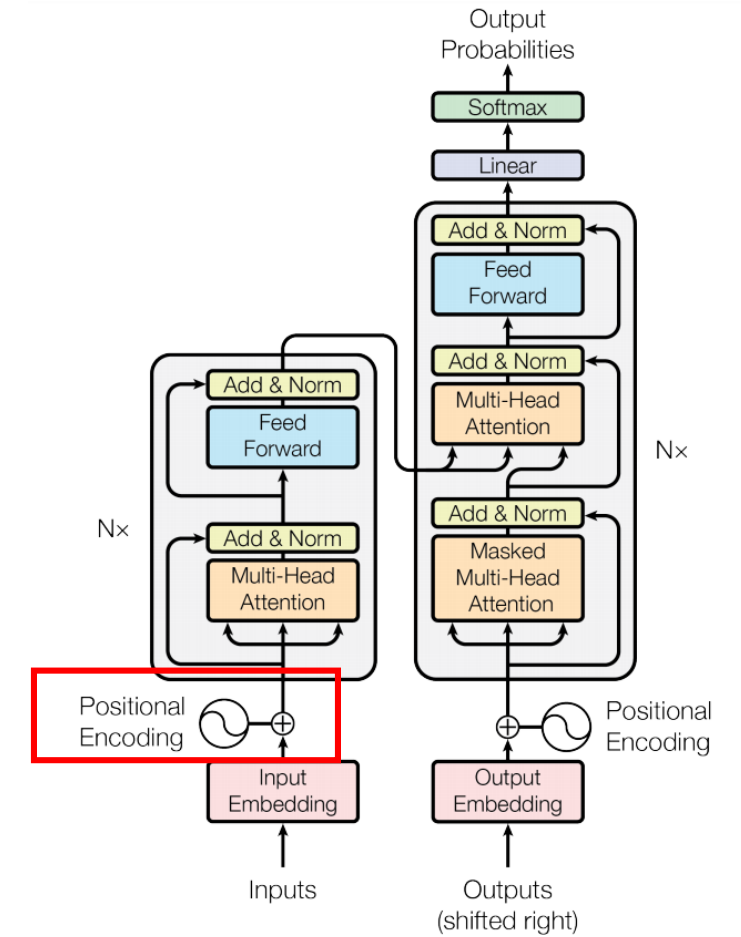 Output
Probabilities
Softmax
Linear
Add & Norm
Feed
Forward
Add & Norm
Multi-Head
Attention
Nx
Add & Norm
Masked
Multi-Head
Attention
Positional
Encoding
Output
Embedding
Outputs
(shifted right)
Add & Norm
Feed
Forward
Nx
Add & Norm
Multi-Head
Attention
Positional
Encoding
Input
Embedding
Inputs